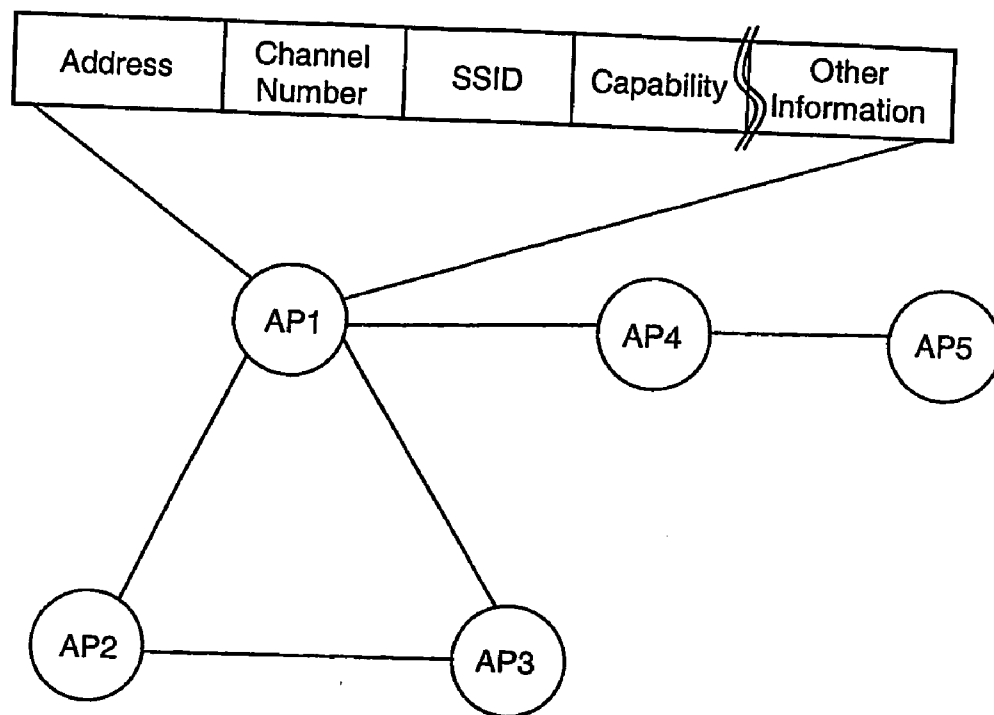 Address
Channel
Number
SSID
Capability
Other
Information
AP1
AP4
AP5
AP2
AP3